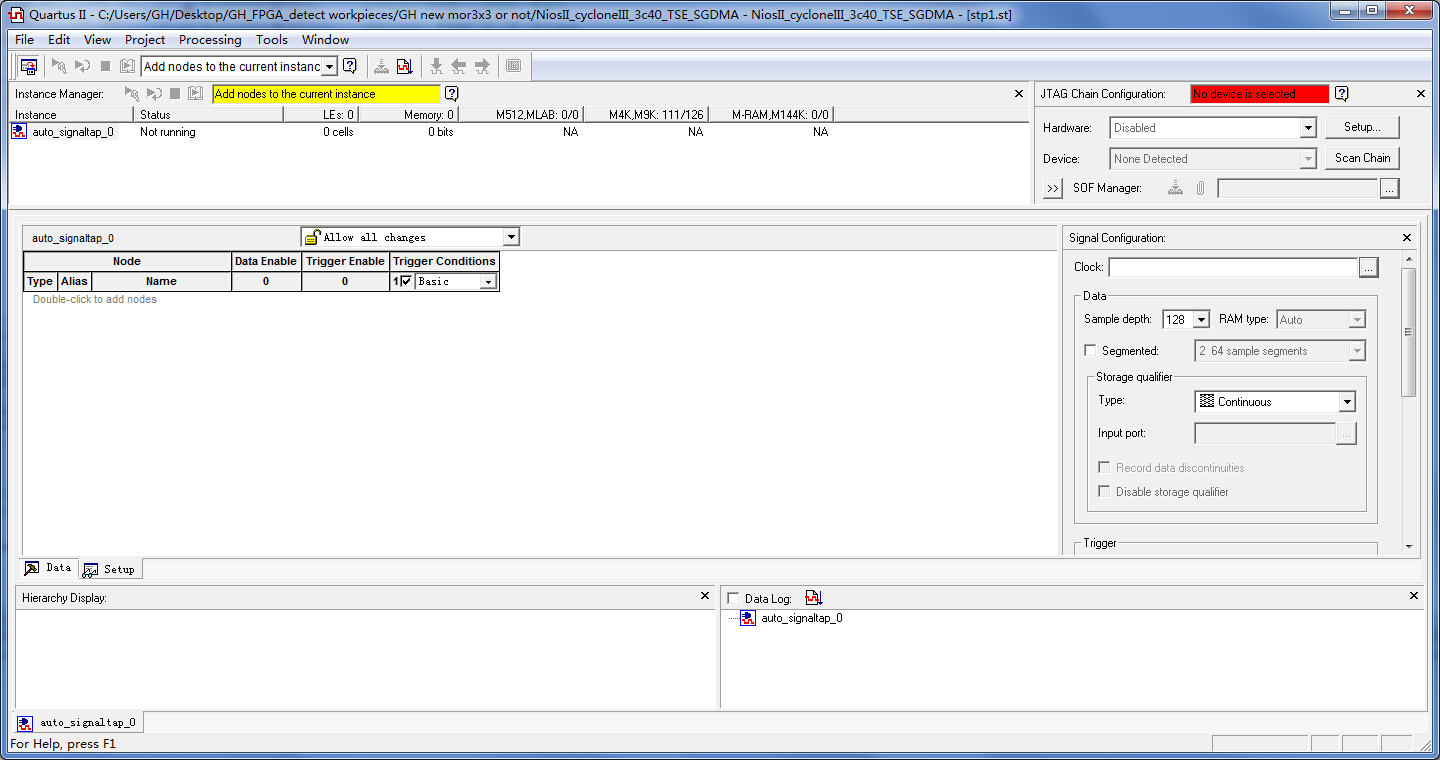 Quartus II - C:/Users/GH/Desktop/GH_FPGA_detect workpieces/GH new mor3x3 or not/NiosII_cycloneIII_3c40_TSE_SGDMA - NiosII_cycloneIII_3c40_TSE_SGDMA - [stp1.st]
File Edit View Project Processing Tools Window
Add nodes to the current instanc
Instance Manager: Add nodes to the current instance
Instance Status LEs: 0 Memory: 0 M512,MLAB: 0/0 M4K,M9K: 111/126 M-RAM,M144K: 0/0
auto_signaltap_0 Not running 0 cells 0 bits NA NA NA
JTAG Chain Configuration: No device is selected
Hardware: Disabled Setup...
Device: None Detected Scan Chain
>> SOF Manager: ...
auto_signaltap_0 Allow all changes
Node Data Enable Trigger Enable Trigger Conditions
Type Alias Name 0 0 1 Basic
Double-click to add nodes
Signal Configuration:
Clock: ...
Data
Sample depth: 128 RAM type: Auto
Segmented: 2 64 sample segments
Storage qualifier
Type: Continuous
Input port: ...
Record data discontinuities
Disable storage qualifier
Trigger
Data Setup
Hierarchy Display:
Data Log:
auto_signaltap_0
auto_signaltap_0
For Help, press F1